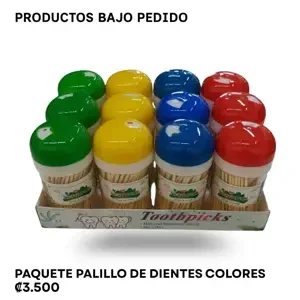 PRODUCTOS BAJO PEDIDO
Toothpicks
PAQUETE PALILLO DE DIENTES COLORES
₡3.500